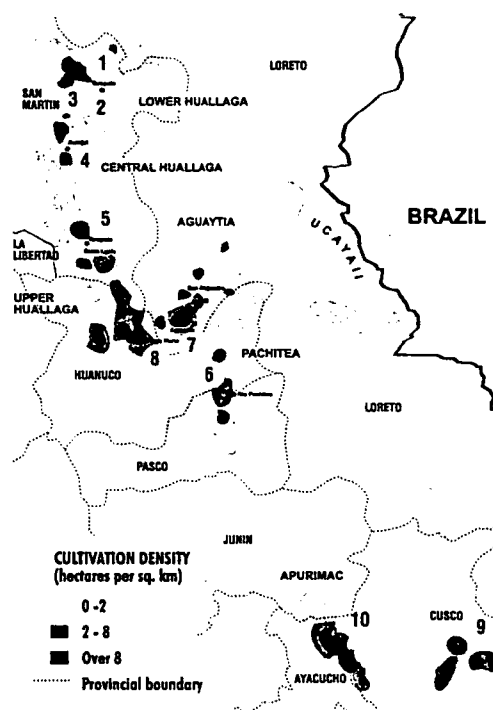 1
LORETO
SAN
MARTIN
3
2
LOWER HUALLAGA
4
CENTRAL HUALLAGA
5
AGUAYTIA
UCAYALI
BRAZIL
LA
LIBERTAD
UPPER
HUALLAGA
7
8
PACHITEA
6
HUANUCO
LORETO
PASCO
JUNIN
CULTIVATION DENSITY
(hectares per sq. km)
0 -2
2 - 8
Over 8
Provincial boundary
APURIMAC
10
CUSCO
9
AYACUCHO